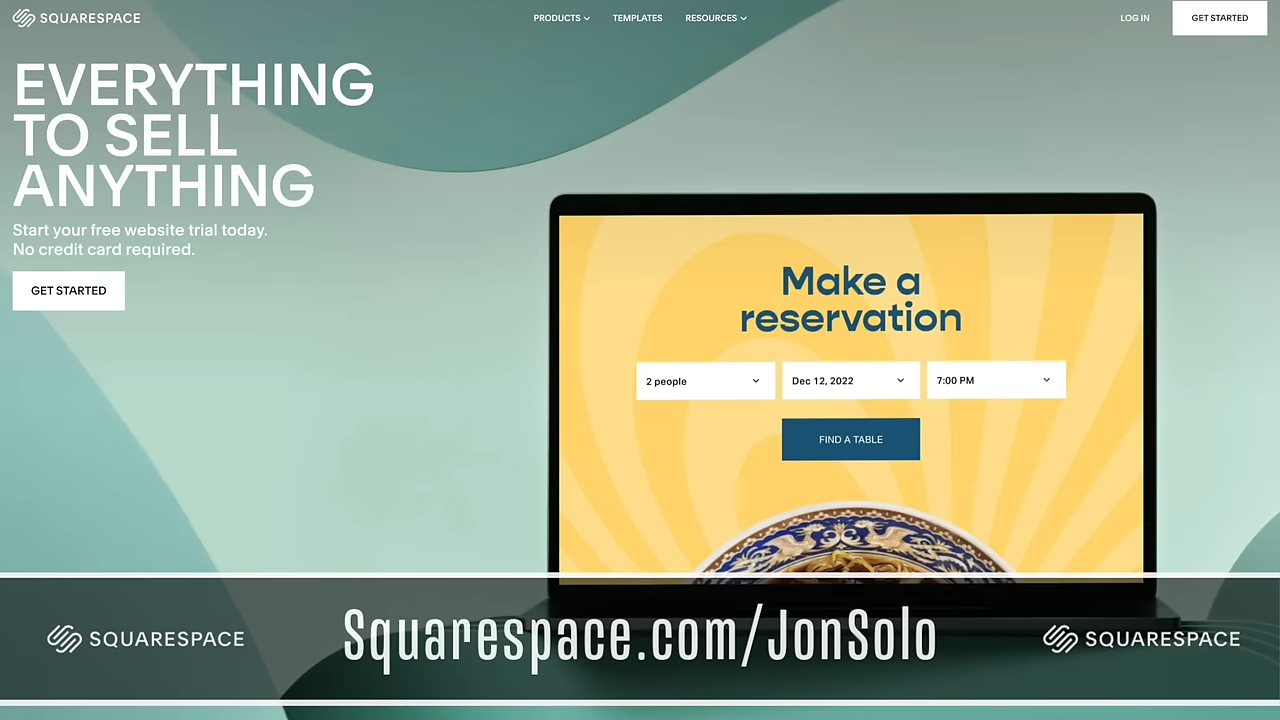 SQUARESPACE
PRODUCTS
TEMPLATES
RESOURCES
LOG IN
GET STARTED
EVERYTHING
TO SELL
ANYTHING
Start your free website trial today.
No credit card required.
GET STARTED
Make a
reservation
2 people
Dec 12, 2022
7:00 PM
FIND A TABLE
SQUARESPACE
Squarespace.com/JonSolo
SQUARESPACE